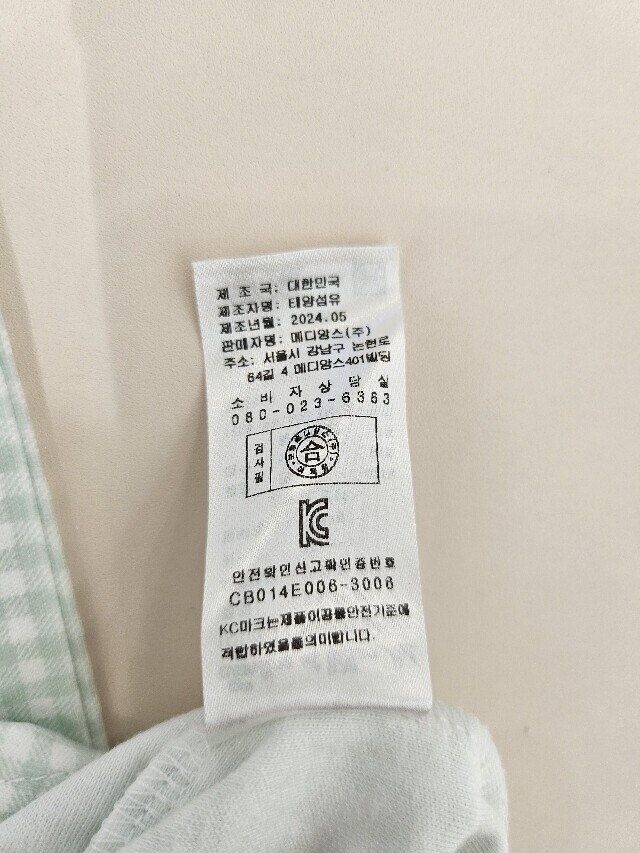 제 조 국: 대한민국
제조자명: 태양섬유
제조년월: 2024.05
판매자명: 메디앙스(주)
주소: 서울시 강남구 논현로
64길 4 메디앙스401빌딩
소 비 자 상 담 실
080-023-6363
검사필
合
KC
안전확인신고확인증번호
CB014E006-3006
KC마크는제품이공통안전기준에
적합하였음을의미합니다.